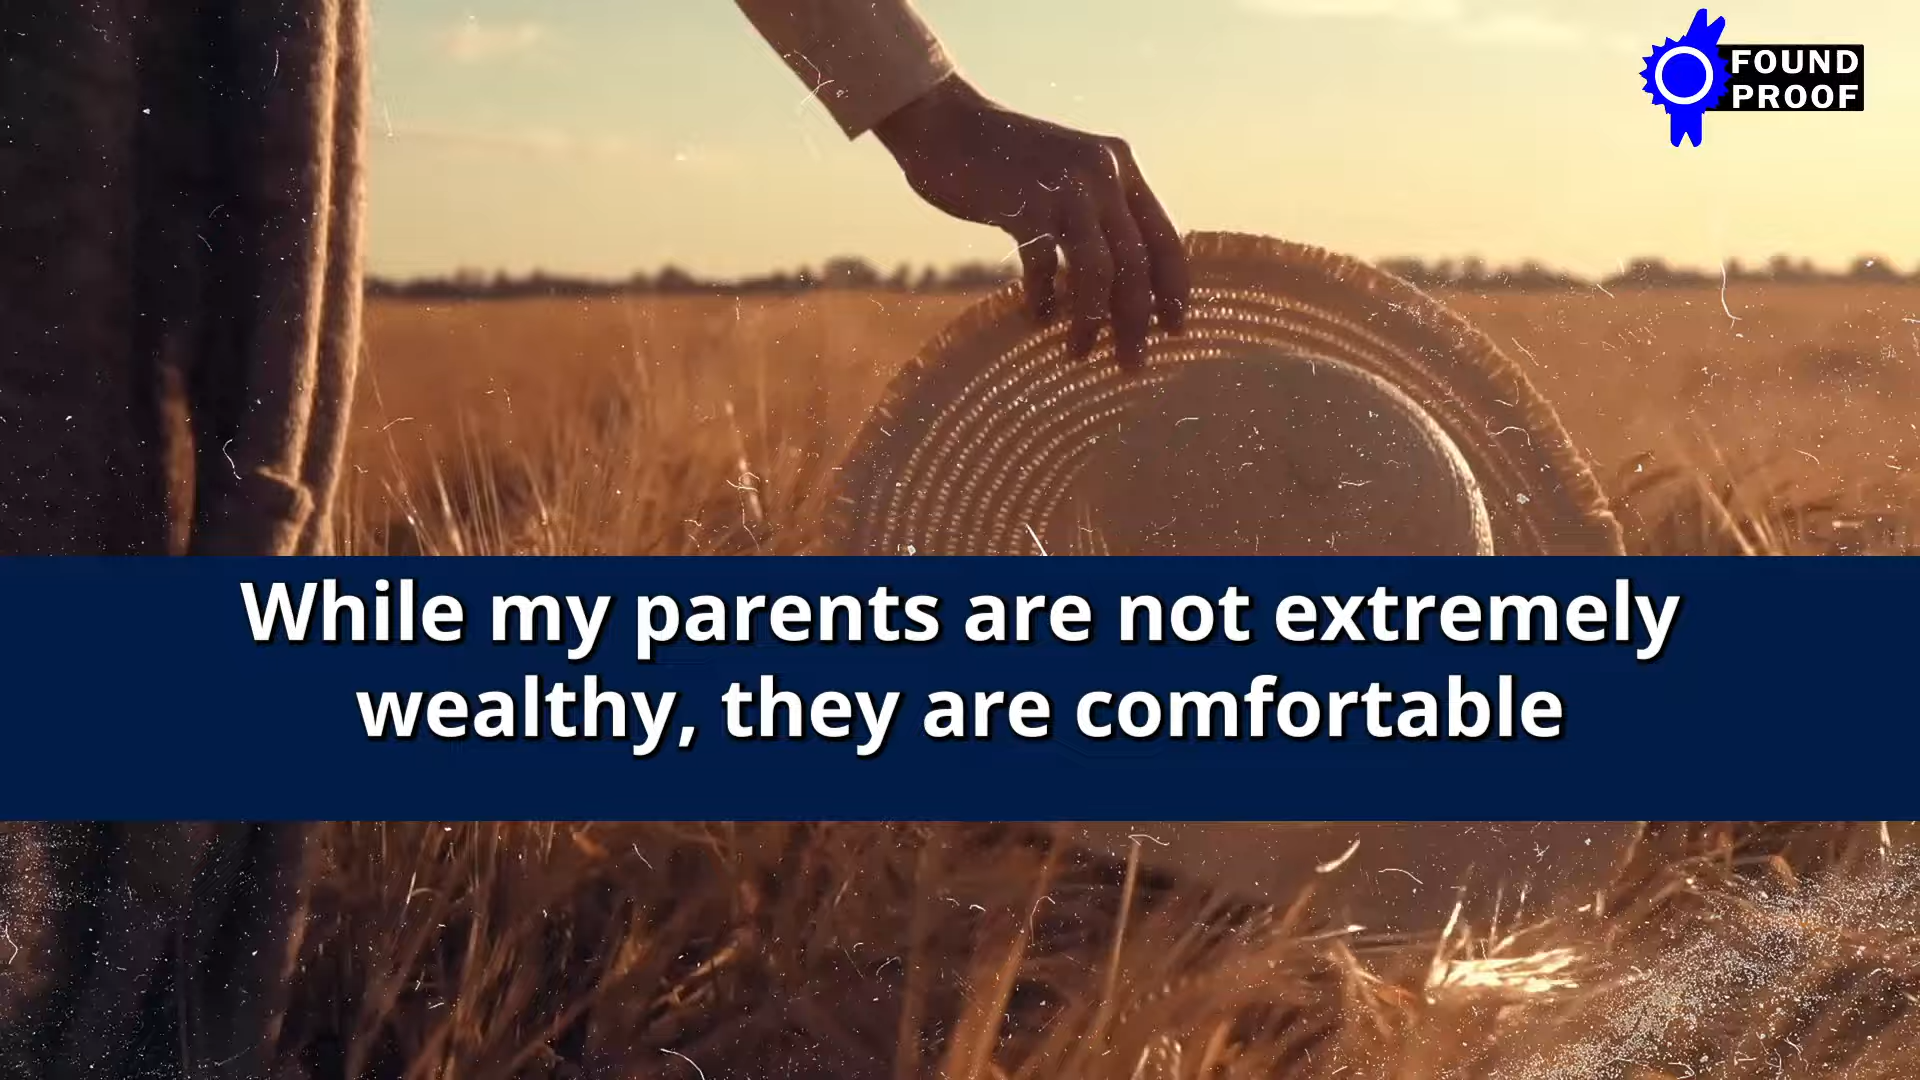 FOUND
PROOF
While my parents are not extremely
wealthy, they are comfortable